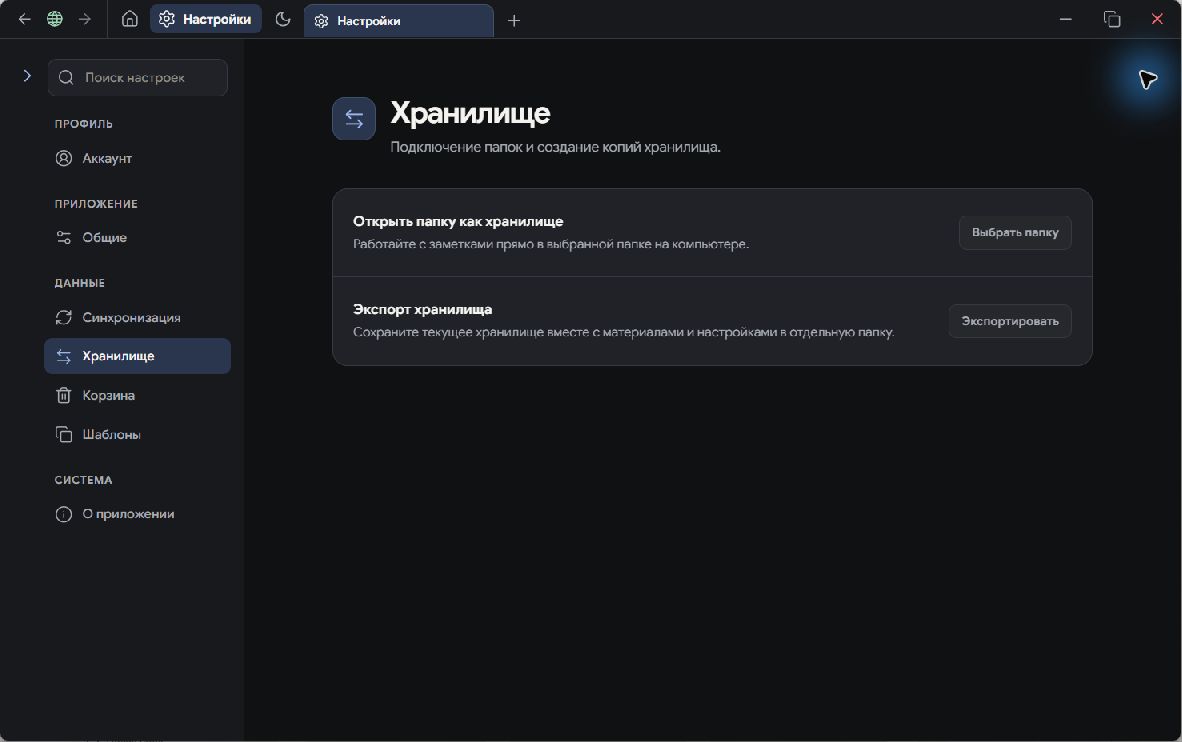 Настройки
Настройки
Поиск настроек
ПРОФИЛЬ
Аккаунт
ПРИЛОЖЕНИЕ
Общие
ДАННЫЕ
Синхронизация
Хранилище
Корзина
Шаблоны
СИСТЕМА
О приложении
Хранилище
Подключение папок и создание копий хранилища.
Открыть папку как хранилище
Работайте с заметками прямо в выбранной папке на компьютере.
Выбрать папку
Экспорт хранилища
Сохраните текущее хранилище вместе с материалами и настройками в отдельную папку.
Экспортировать